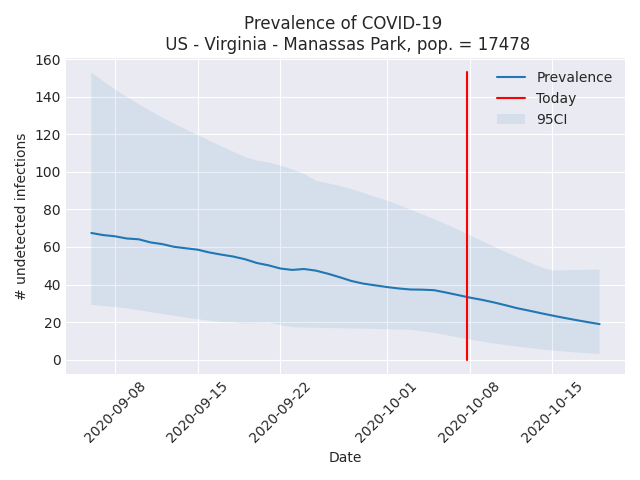 Prevalence of COVID-19
US - Virginia - Manassas Park, pop. = 17478
# undetected infections
160
140
120
100
80
60
40
20
0
Prevalence
Today
95CI
2020-09-08
2020-09-15
2020-09-22
2020-10-01
2020-10-08
2020-10-15
Date